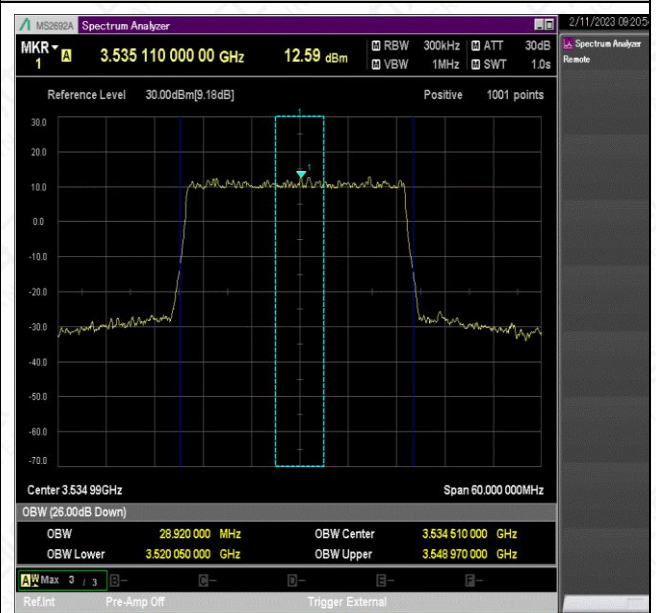 MS2692A Spectrum Analyzer 2/11/2023 09:20:54
MKR 1 A 3.535 110 000 00 GHz 12.59 dBm M RBW 300kHz M ATT 30dB
M VBW 1MHz M SWT 1.0s
Spectrum Analyzer
Remote
Reference Level 30.00dBm[9.18dB] Positive 1001 points
1
30.0
20.0
1
10.0
0.0
-10.0
-20.0
-30.0
-40.0
-50.0
-60.0
-70.0
Center 3.534 99GHz Span 60.000 000MHz
OBW (26.00dB Down)
OBW 28.920 000 MHz OBW Center 3.534 510 000 GHz
OBW Lower 3.520 050 000 GHz OBW Upper 3.548 970 000 GHz
A W Max 3 / 3 B- C- D- E- F-
Ref.Int Pre-Amp Off Trigger External